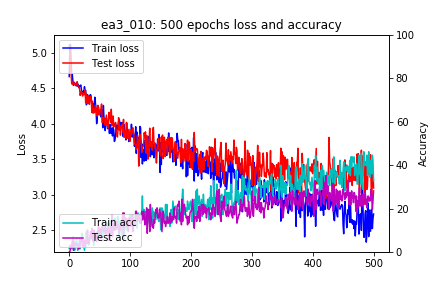 ea3_010: 500 epochs loss and accuracy
Train loss
Test loss
Train acc
Test acc
Loss
5.0
4.5
4.0
3.5
3.0
2.5
Accuracy
100
80
60
40
20
0
0 100 200 300 400 500